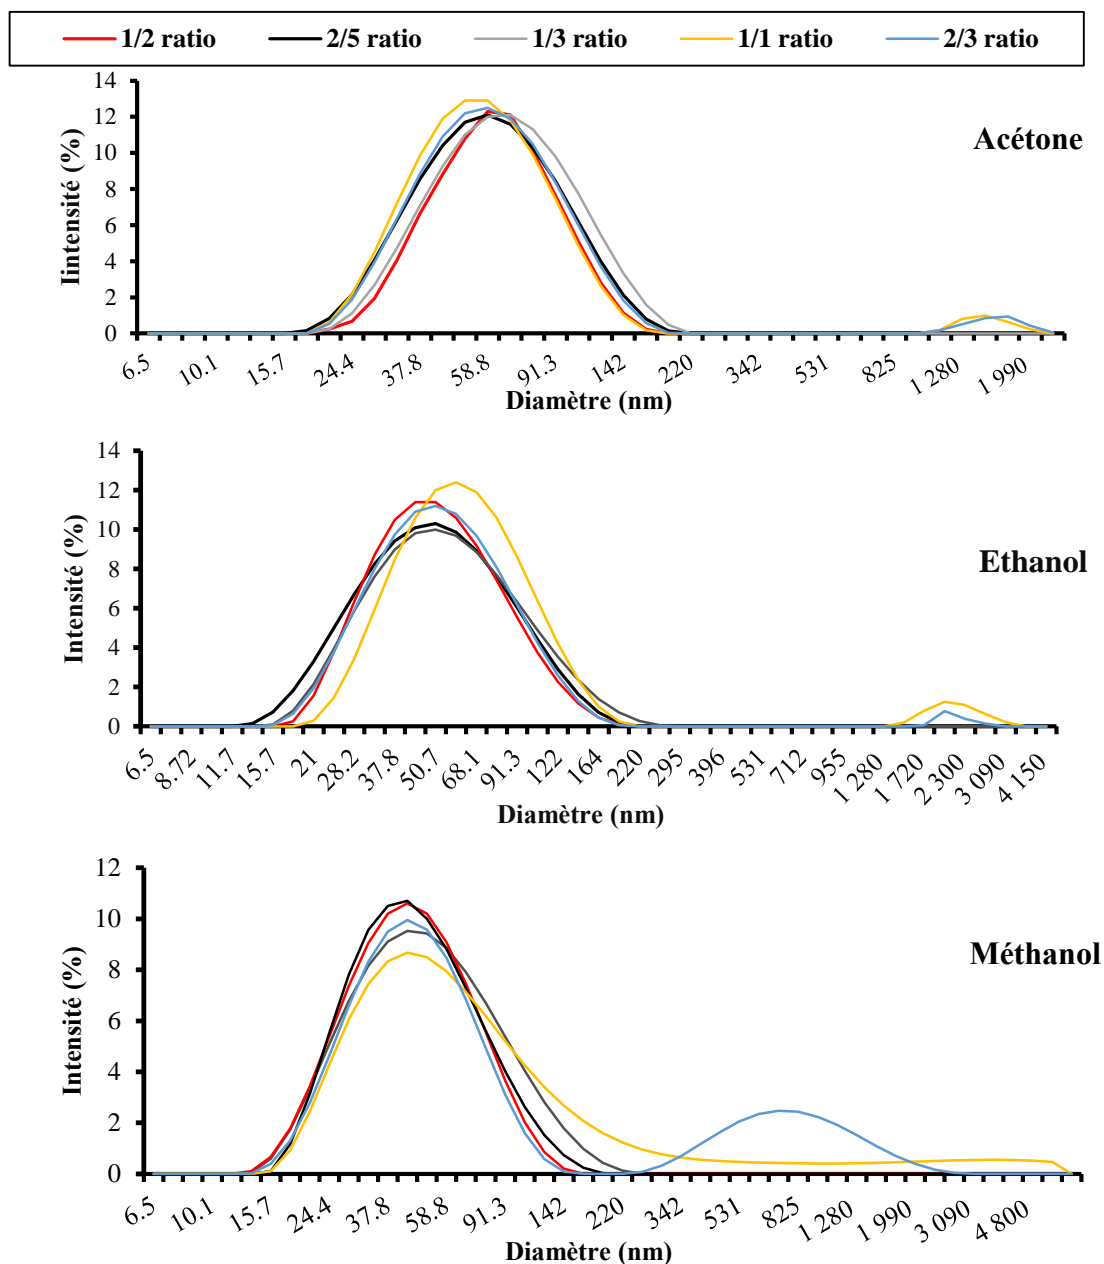 1/2 ratio 2/5 ratio 1/3 ratio 1/1 ratio 2/3 ratio
14
12
10
8
6
4
2
0
Iintensité (%)
Acétone
6.5 10.1 15.7 24.4 37.8 58.8 91.3 142 220 342 531 825 1 280 1 990
Diamètre (nm)
14
12
10
8
6
4
2
0
Intensité (%)
Ethanol
6.5 8.72 11.7 15.7 21 28.2 37.8 50.7 68.1 91.3 122 164 220 295 396 531 712 955 1 280 1 720 2 300 3 090 4 150
Diamètre (nm)
12
10
8
6
4
2
0
Intensité (%)
Méthanol
6.5 10.1 15.7 24.4 37.8 58.8 91.3 142 220 342 531 825 1 280 1 990 3 090 4 800
Diamètre (nm)